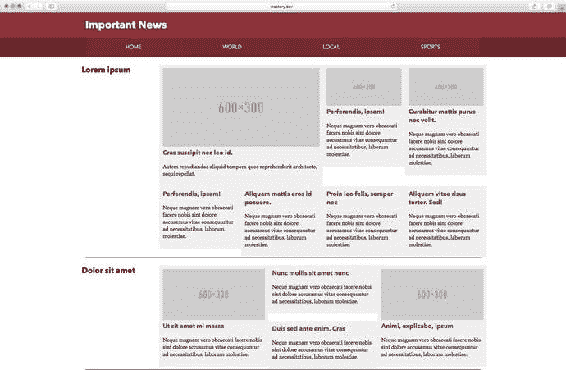 Important News
HOME
WORLD
LOCAL
SPORTS
Lorem ipsum
600×300
Cras suscipit nec leo id.
Autem repudiandae aliquid tempora quos reprehenderit architecto,
sequi repellat.
600×300
Perferendis, ipsam!
Neque magnam vero obcaecati
facere nobis sint dolore
accusamus vitae consequuntur
ad necessitatibus, laborum
molestiae.
600×300
Curabitur mattis purus
nec velit.
Neque magnam vero obcaecati
facere nobis sint dolore
accusamus vitae consequuntur
ad necessitatibus, laborum
molestiae.
Perferendis, ipsam!
Neque magnam vero obcaecati
facere nobis sint dolore
accusamus vitae consequuntur
ad necessitatibus, laborum
molestiae.
Aliquam mattis eros id
posuere.
Neque magnam vero obcaecati
facere nobis sint dolore
accusamus vitae consequuntur
ad necessitatibus, laborum
molestiae.
Proin leo felis, semper
nec
Neque magnam vero obcaecati
facere nobis sint dolore
accusamus vitae consequuntur
ad necessitatibus, laborum
molestiae.
Aliquam vitae risus
tortor. Sed!
Neque magnam vero obcaecati
facere nobis sint dolore
accusamus vitae consequuntur
ad necessitatibus, laborum
molestiae.
Dolor sit amet
600×300
Ut sit amet mi massa
Neque magnam vero obcaecati facere nobis
sint dolore accusamus vitae consequuntur
ad necessitatibus, laborum molestiae.
Nunc mollis sit amet nunc
Neque magnam vero obcaecati facere nobis
sint dolore accusamus vitae consequuntur
ad necessitatibus, laborum molestiae.
Duis sed ante enim. Cras
Neque magnam vero obcaecati facere nobis
sint dolore accusamus vitae consequuntur
ad necessitatibus, laborum molestiae.
600×300
Animi, explicabo, ipsum
Neque magnam vero obcaecati facere nobis
sint dolore accusamus vitae consequuntur
ad necessitatibus, laborum molestiae.